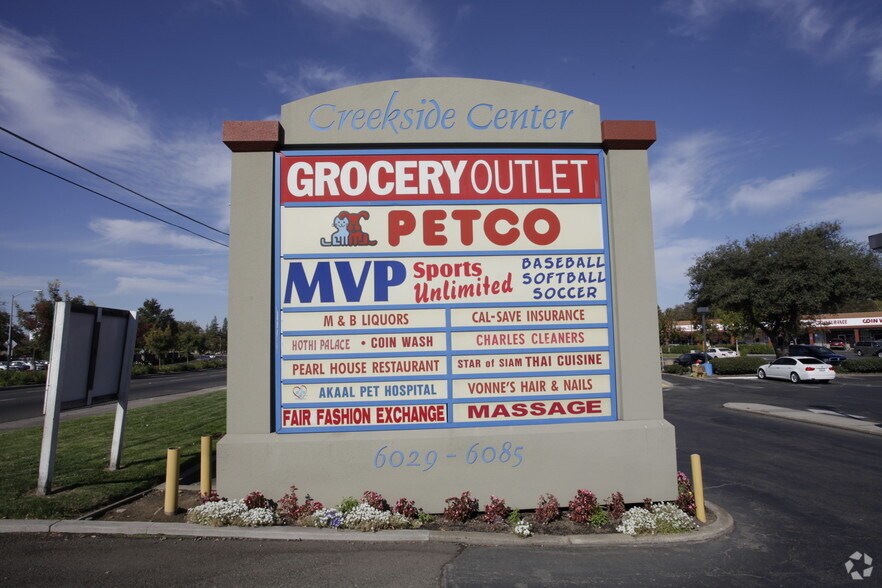 Creekside Center
GROCERY OUTLET
PETCO
MVP Sports Unlimited
BASEBALL
SOFTBALL
SOCCER
M & B LIQUORS
CAL-SAVE INSURANCE
HOTHI PALACE • COIN WASH
CHARLES CLEANERS
PEARL HOUSE RESTAURANT
STAR OF SIAM THAI CUISINE
AKAAL PET HOSPITAL
VONNE'S HAIR & NAILS
FAIR FASHION EXCHANGE
MASSAGE
6029 - 6085